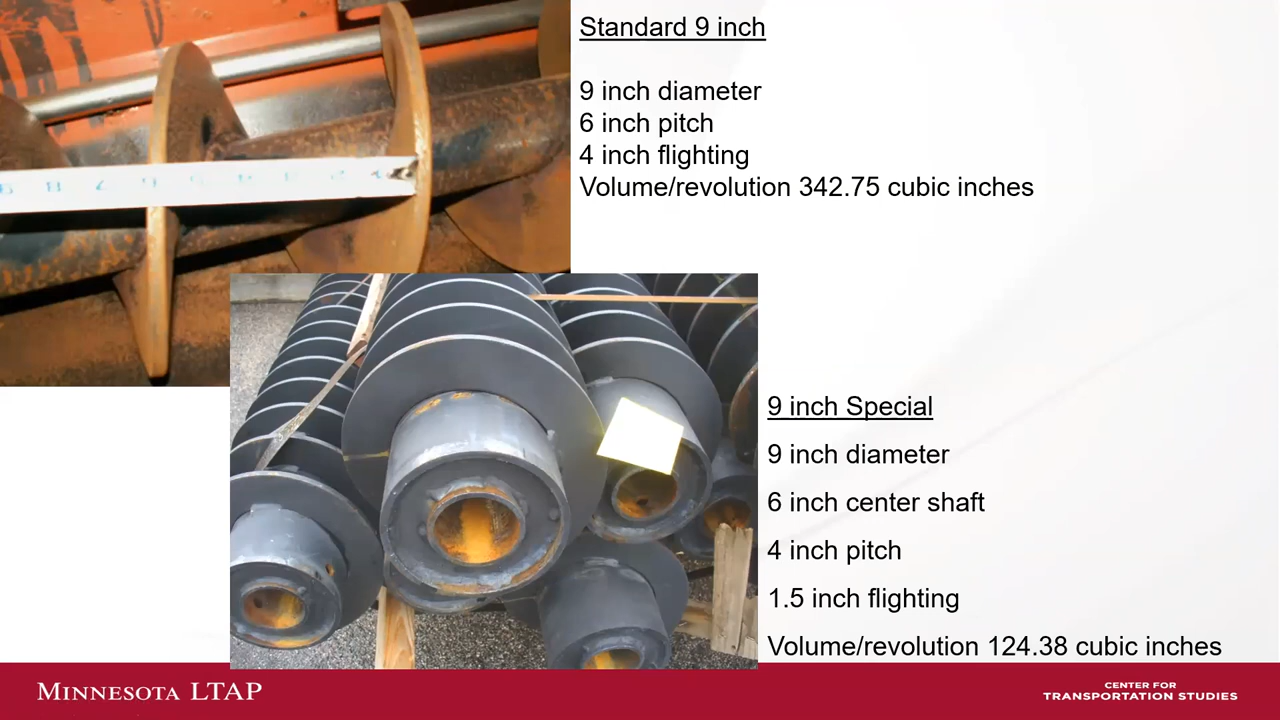 Standard 9 inch
9 inch diameter
6 inch pitch
4 inch flighting
Volume/revolution 342.75 cubic inches
9 inch Special
9 inch diameter
6 inch center shaft
4 inch pitch
1.5 inch flighting
Volume/revolution 124.38 cubic inches
MINNESOTA LTAP
CENTER FOR
TRANSPORTATION STUDIES